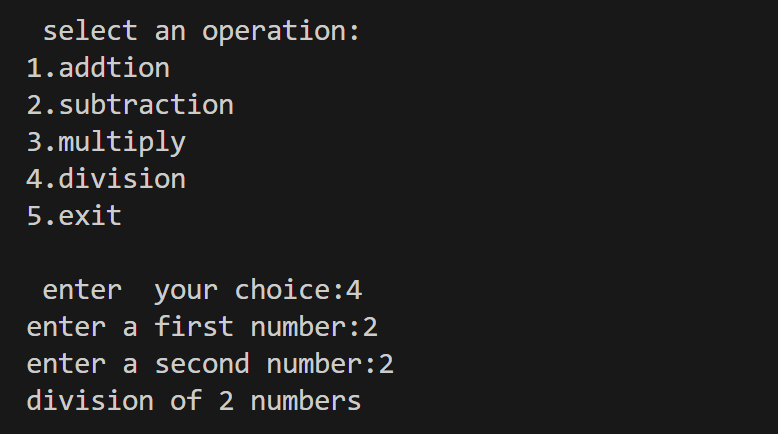 select an operation:
1.addtion
2.subtraction
3.multiply
4.division
5.exit
enter  your choice:4
enter a first number:2
enter a second number:2
division of 2 numbers